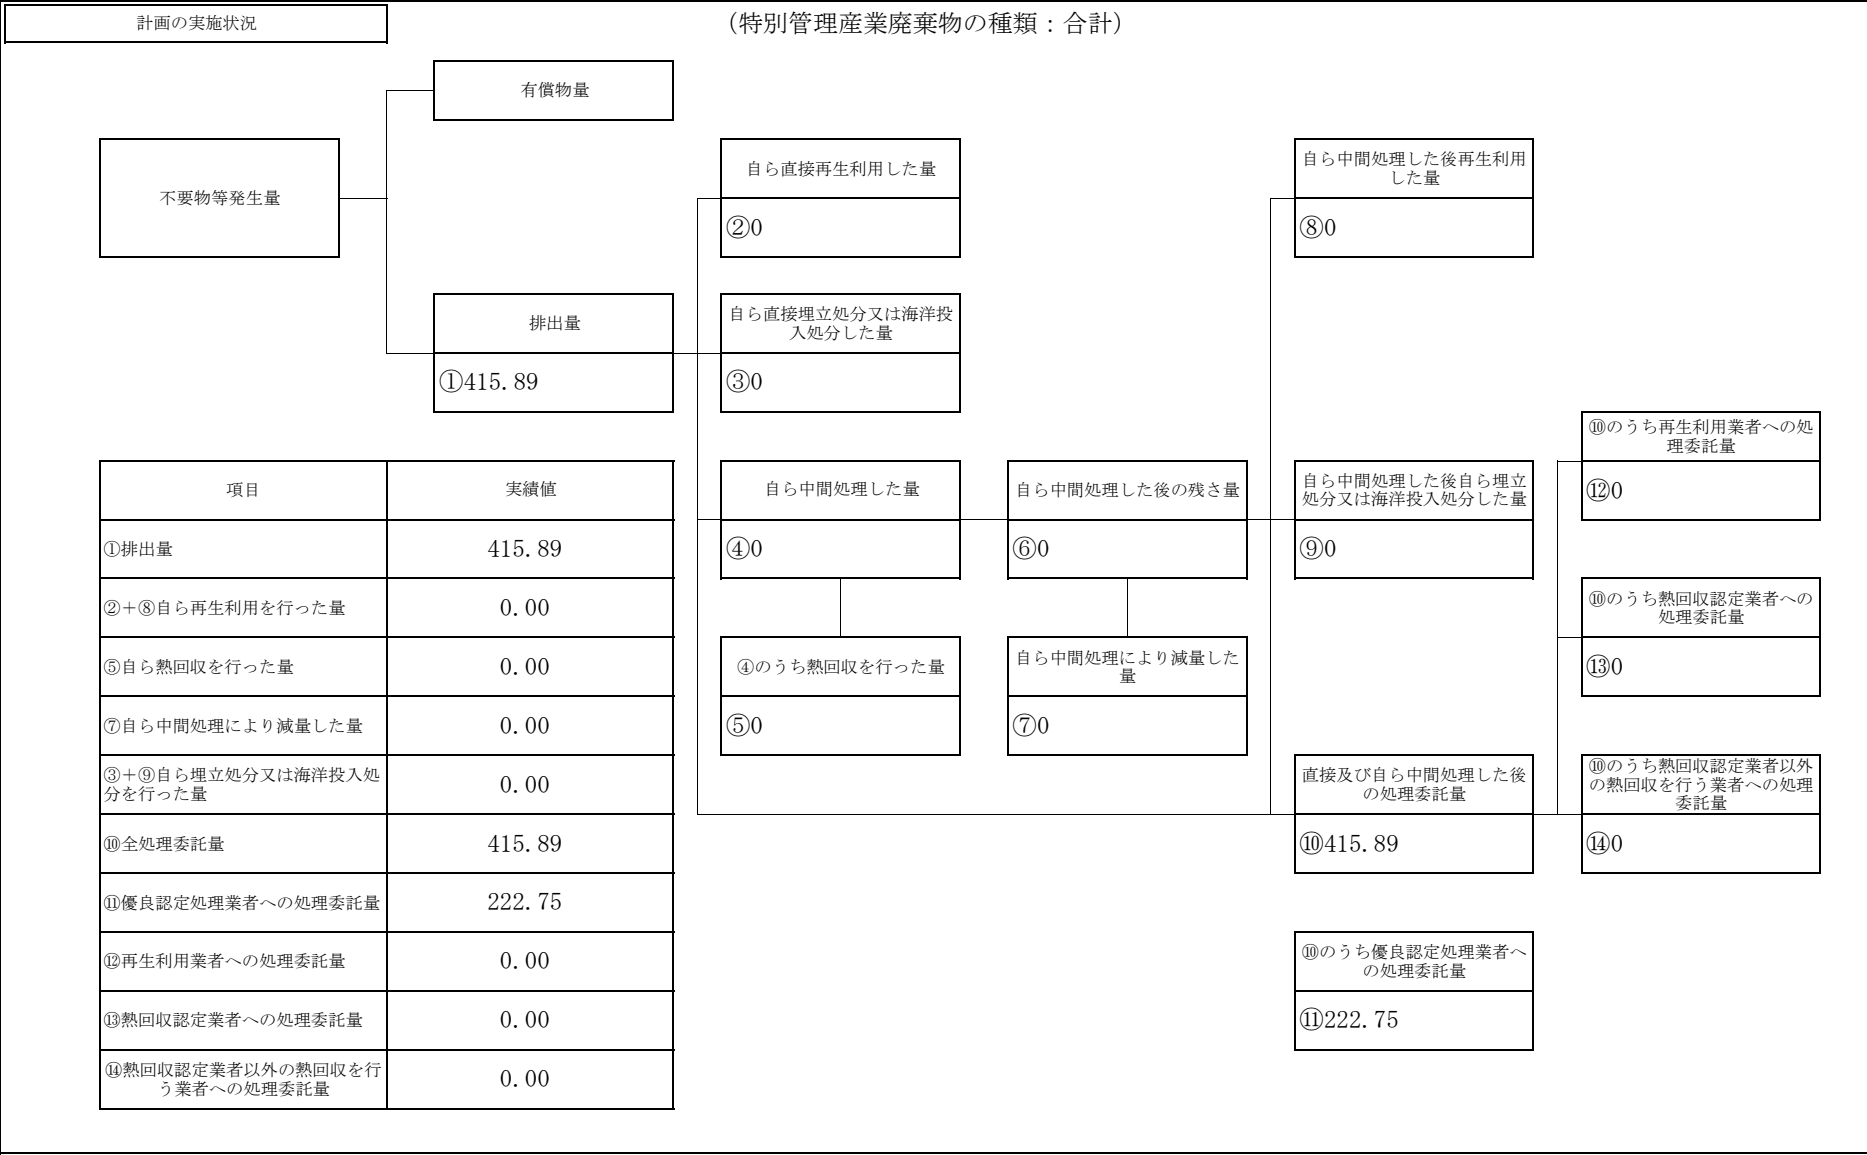 計画の実施状況
（特別管理産業廃棄物の種類：合計）
有償物量
不要物等発生量
自ら直接再生利用した量
②0
自ら中間処理した後再生利用
した量
⑧0
排出量
①415.89
自ら直接埋立処分又は海洋投
入処分した量
③0
⑩のうち再生利用業者への処
理委託量
⑫0
自ら中間処理した量
④0
自ら中間処理した後の残さ量
⑥0
自ら中間処理した後自ら埋立
処分又は海洋投入処分した量
⑨0
⑩のうち熱回収認定業者への
処理委託量
⑬0
④のうち熱回収を行った量
⑤0
自ら中間処理により減量した
量
⑦0
直接及び自ら中間処理した後
の処理委託量
⑩415.89
⑩のうち熱回収認定業者以外
の熱回収を行う業者への処理
委託量
⑭0
⑩のうち優良認定処理業者へ
の処理委託量
⑪222.75
項目 実績値
①排出量 415.89
②＋⑧自ら再生利用を行った量 0.00
⑤自ら熱回収を行った量 0.00
⑦自ら中間処理により減量した量 0.00
③＋⑨自ら埋立処分又は海洋投入処
分を行った量 0.00
⑩全処理委託量 415.89
⑪優良認定処理業者への処理委託量 222.75
⑫再生利用業者への処理委託量 0.00
⑬熱回収認定業者への処理委託量 0.00
⑭熱回収認定業者以外の熱回収を行
う業者への処理委託量 0.00